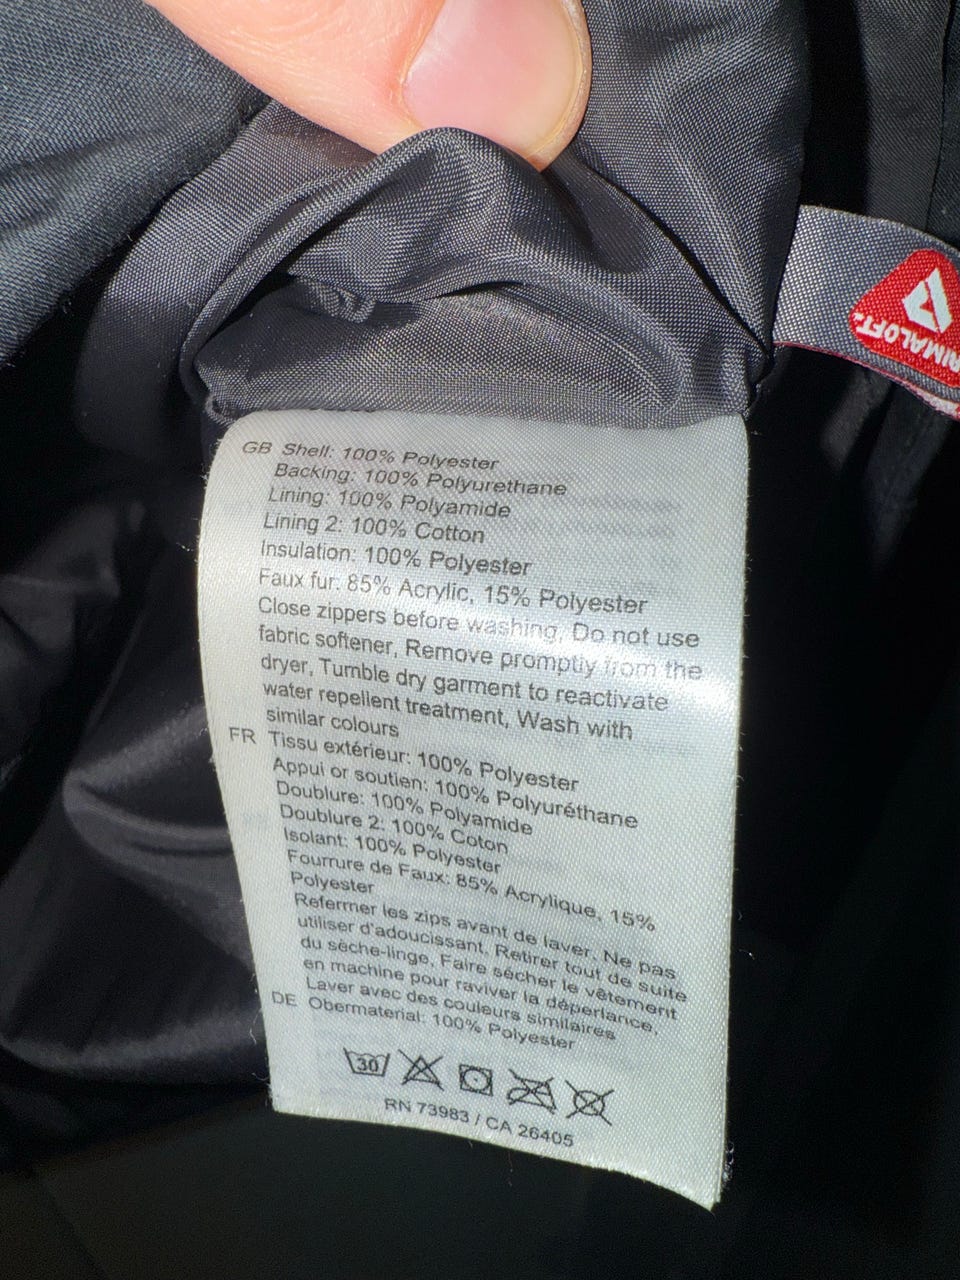 GB Shell: 100% Polyester
Backing: 100% Polyurethane
Lining: 100% Polyamide
Lining 2: 100% Cotton
Insulation: 100% Polyester
Faux fur: 85% Acrylic, 15% Polyester
Close zippers before washing, Do not use
fabric softener, Remove promptly from the
dryer, Tumble dry garment to reactivate
water repellent treatment, Wash with
similar colours
FR Tissu extérieur: 100% Polyester
Appui or soutien: 100% Polyuréthane
Doublure: 100% Polyamide
Doublure 2: 100% Coton
Isolant: 100% Polyester
Fourrure de Faux: 85% Acrylique, 15%
Polyester
Refermer les zips avant de laver, Ne pas
utiliser d'adoucissant, Retirer tout de suite
du sèche-linge, Faire sécher le vêtement
en machine pour raviver la déperlance,
Laver avec des couleurs similaires
DE Obermaterial: 100% Polyester
30
RN 73983 / CA 26405
RIMALOFT